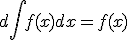 d∫f(x)dx = f(x)